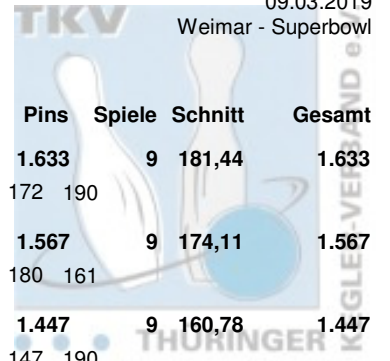 09.03.2019
TKV
Weimar - Superbowl
Pins Spiele Schnitt Gesamt
1.633 9 181,44 1.633
172 190
1.567 9 174,11 1.567
180 161
1.447 9 160,78 1.447
THÜRINGER
147 190
KEGLER-VERBAND e.V.